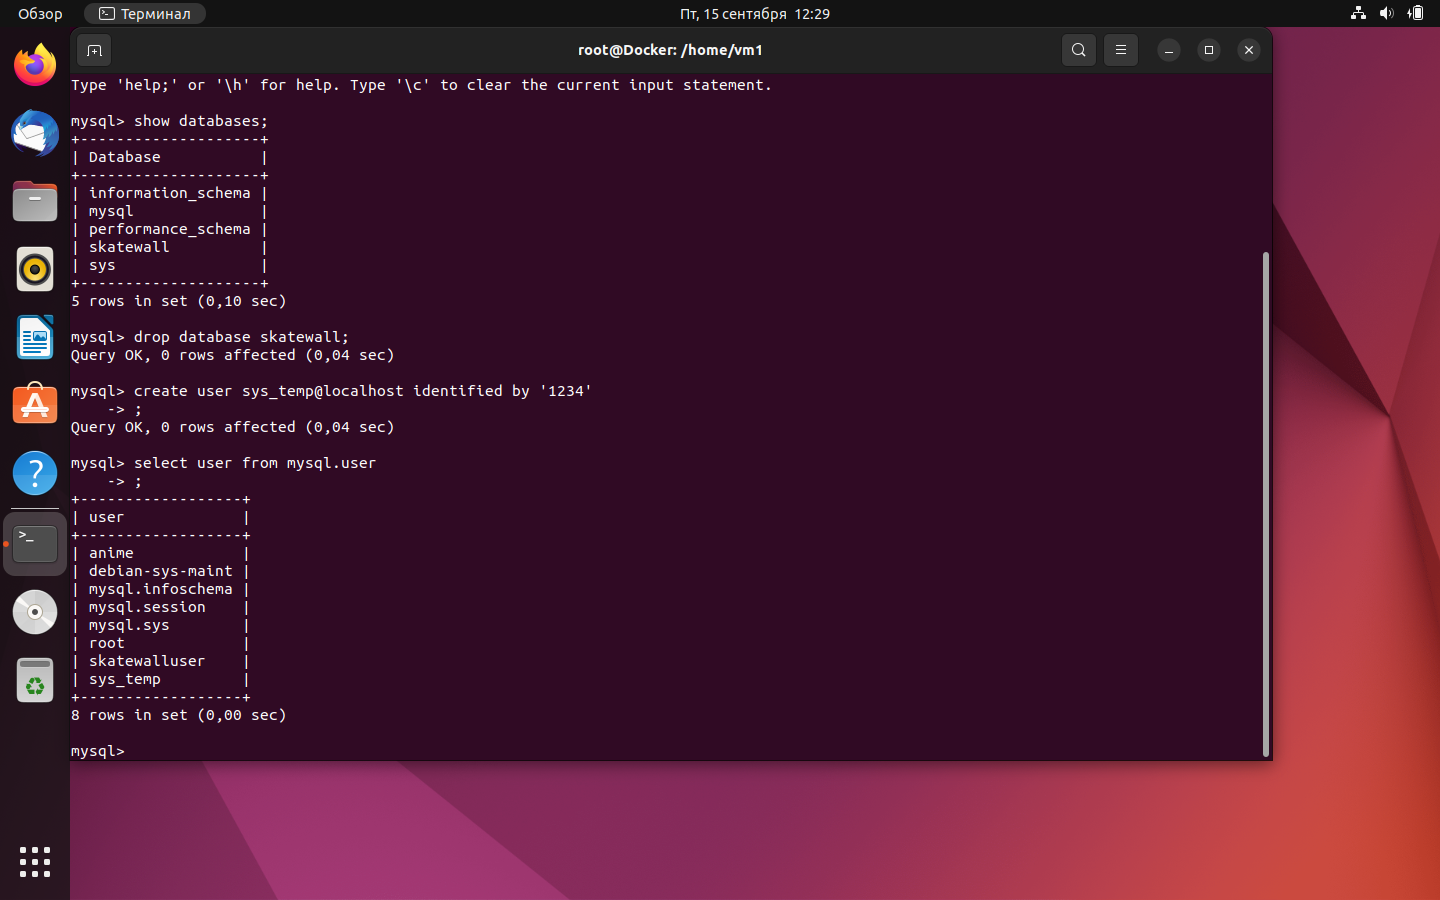 Обзор
Терминал
Пт, 15 сентября 12:29
root@Docker: /home/vm1
Type 'help;' or '\h' for help. Type '\c' to clear the current input statement.
mysql> show databases;
+--------------------+
| Database           |
+--------------------+
| information_schema |
| mysql              |
| performance_schema |
| skatewall          |
| sys                |
+--------------------+
5 rows in set (0,10 sec)
mysql> drop database skatewall;
Query OK, 0 rows affected (0,04 sec)
mysql> create user sys_temp@localhost identified by '1234'
    -> ;
Query OK, 0 rows affected (0,04 sec)
mysql> select user from mysql.user
    -> ;
+------------------+
| user             |
+------------------+
| anime            |
| debian-sys-maint |
| mysql.infoschema |
| mysql.session    |
| mysql.sys        |
| root             |
| skatewalluser    |
| sys_temp         |
+------------------+
8 rows in set (0,00 sec)
mysql>